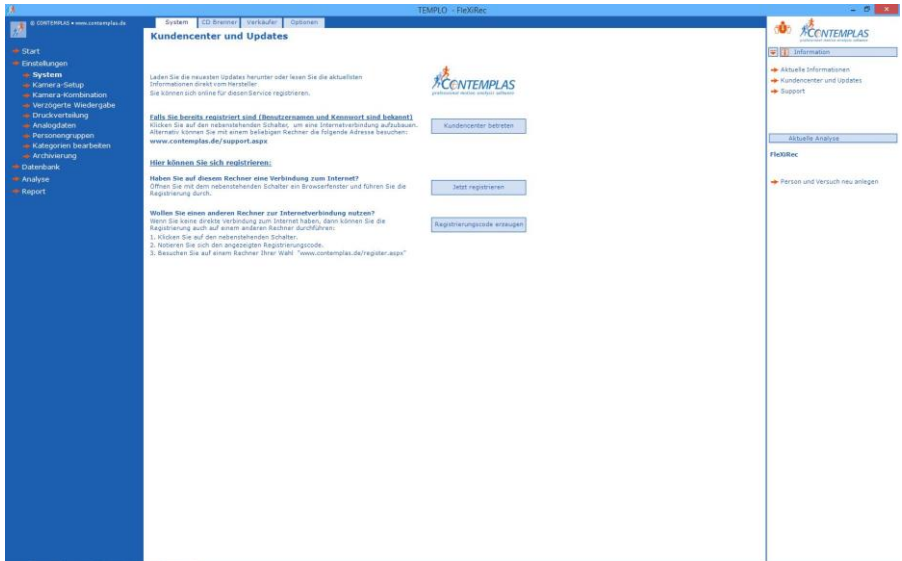 TEMPLO - FleXiRec
© CONTEMPLAS • www.contemplas.de
Start
Einstellungen
System
Kamera-Setup
Kamera-Kombination
Verzögerte Wiedergabe
Druckverteilung
Analogdaten
Personengruppen
Kategorien bearbeiten
Archivierung
Datenbank
Analyse
Report
System
CD Brenner
Verkäufer
Optionen
Kundencenter und Updates
Laden Sie die neuesten Updates herunter oder lesen Sie die aktuellsten
Informationen direkt vom Hersteller
Sie können sich online für diesen Service registrieren.
CONTEMPLAS
professional motion analysis software
Falls Sie bereits registriert sind (Benutzernamen und Kennwort sind bekannt)
Klicken Sie auf den nebenstehenden Schalter, um eine Internetverbindung aufzubauen.
Alternativ können Sie mit einem beliebigen Rechner die folgende Adresse besuchen:
www.contemplas.de/support.aspx
Kundencenter betreten
Hier können Sie sich registrieren:
Haben Sie auf diesem Rechner eine Verbindung zum Internet?
Öffnen Sie mit dem nebenstehenden Schalter ein Browserfenster und führen Sie die
Registrierung durch.
Jetzt registrieren
Wollen Sie einen anderen Rechner zur Internetverbindung nutzen?
Wenn Sie keine direkte Verbindung zum Internet haben, dann können Sie die
Registrierung auch auf einem anderen Rechner durchführen:
1. Klicken Sie auf den nebenstehenden Schalter.
2. Notieren Sie sich den angezeigten Registrierungscode.
3. Besuchen Sie auf einem Rechner Ihrer Wahl "www.contemplas.de/register.aspx"
Registrierungscode erzeugen
CONTEMPLAS
professional motion analysis software
Information
Aktuelle Informationen
Kundencenter und Updates
Support
Aktuelle Analyse
FleXiRec
Person und Versuch neu anlegen